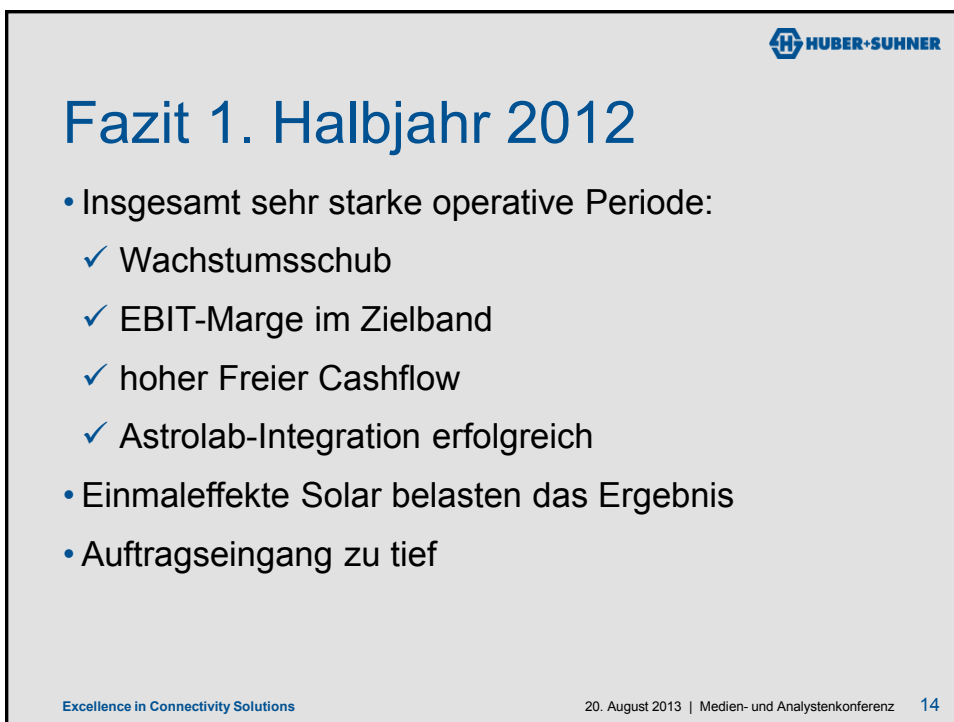 HUBER+SUHNER
Fazit 1. Halbjahr 2012
• Insgesamt sehr starke operative Periode:
✓ Wachstumsschub
✓ EBIT-Marge im Zielband
✓ hoher Freier Cashflow
✓ Astrolab-Integration erfolgreich
• Einmaleffekte Solar belasten das Ergebnis
• Auftragseingang zu tief
Excellence in Connectivity Solutions 20. August 2013 | Medien- und Analystenkonferenz 14